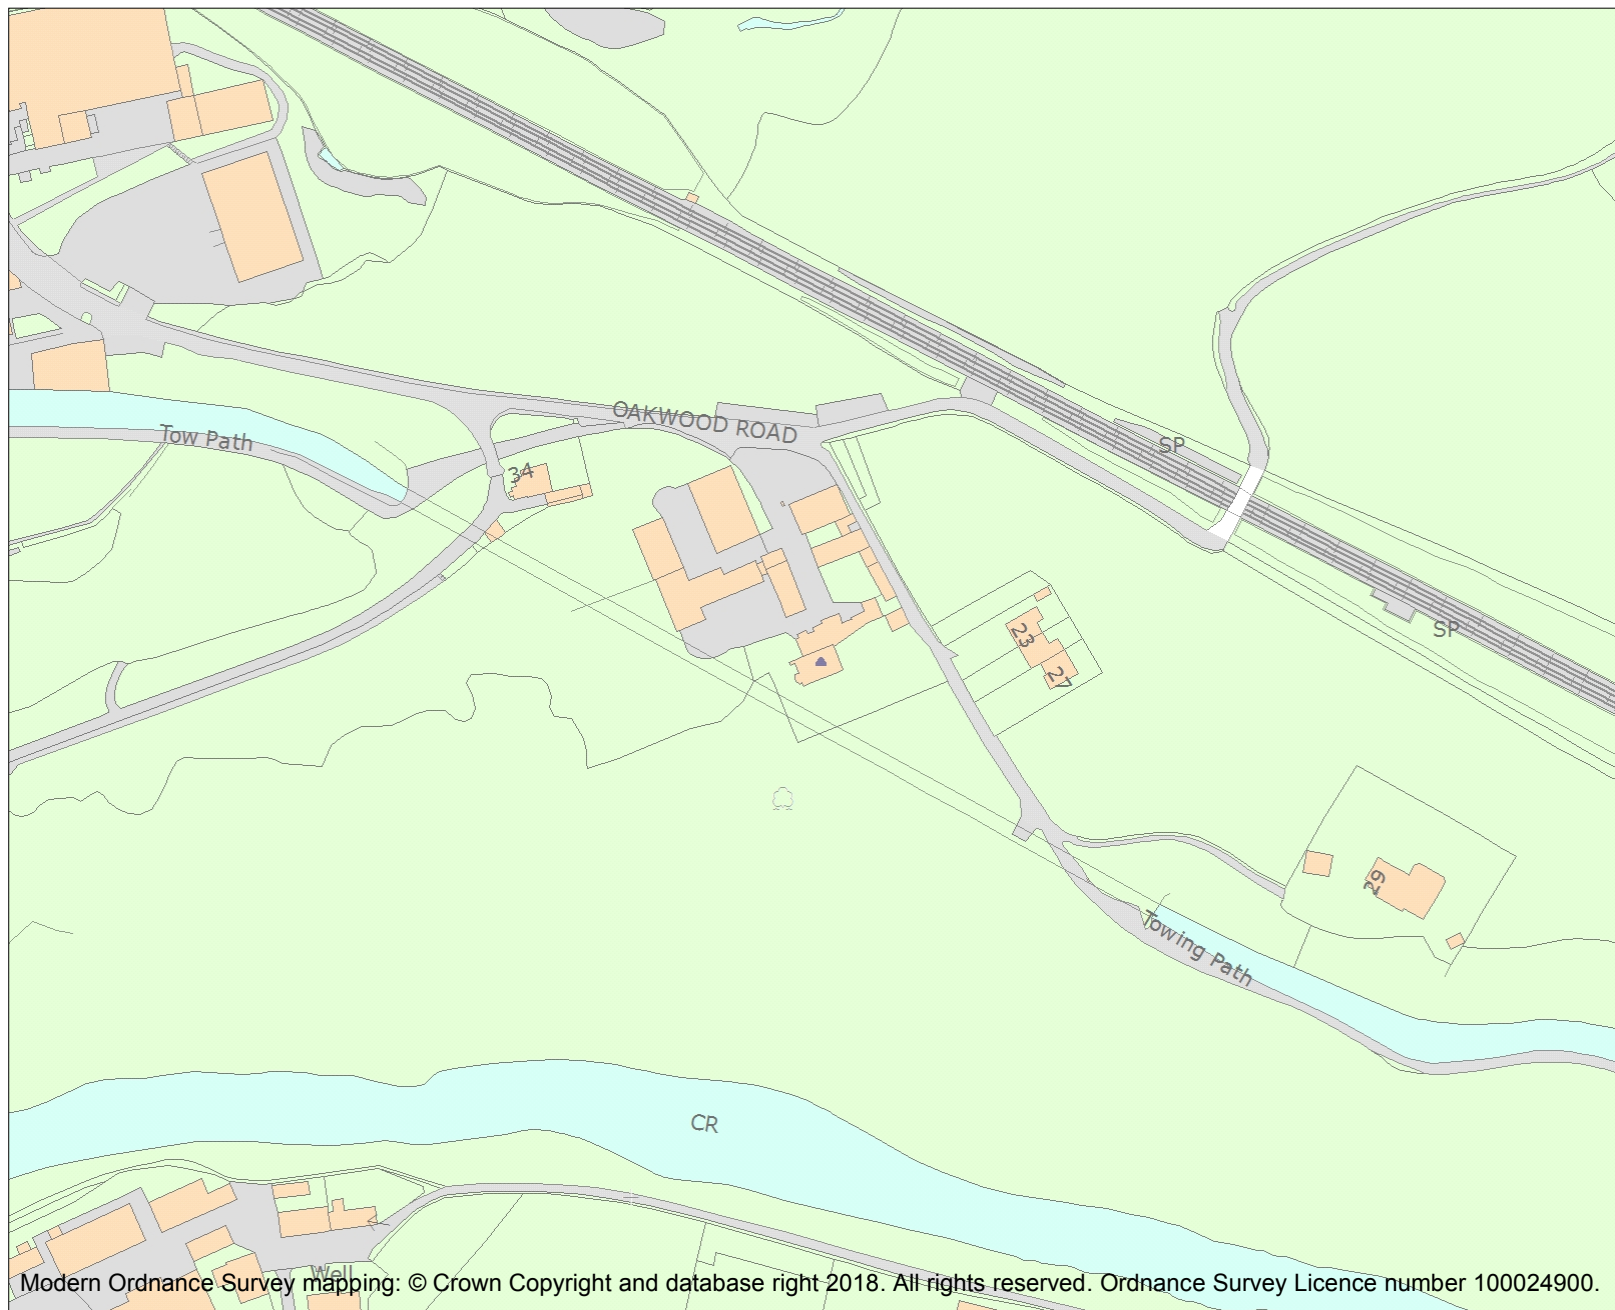 OAKWOOD ROAD
Tow Path
SP
34
SP
23
27
29
Towing Path
CR
Well
Modern Ordnance Survey mapping: © Crown Copyright and database right 2018. All rights reserved. Ordnance Survey Licence number 100024900.